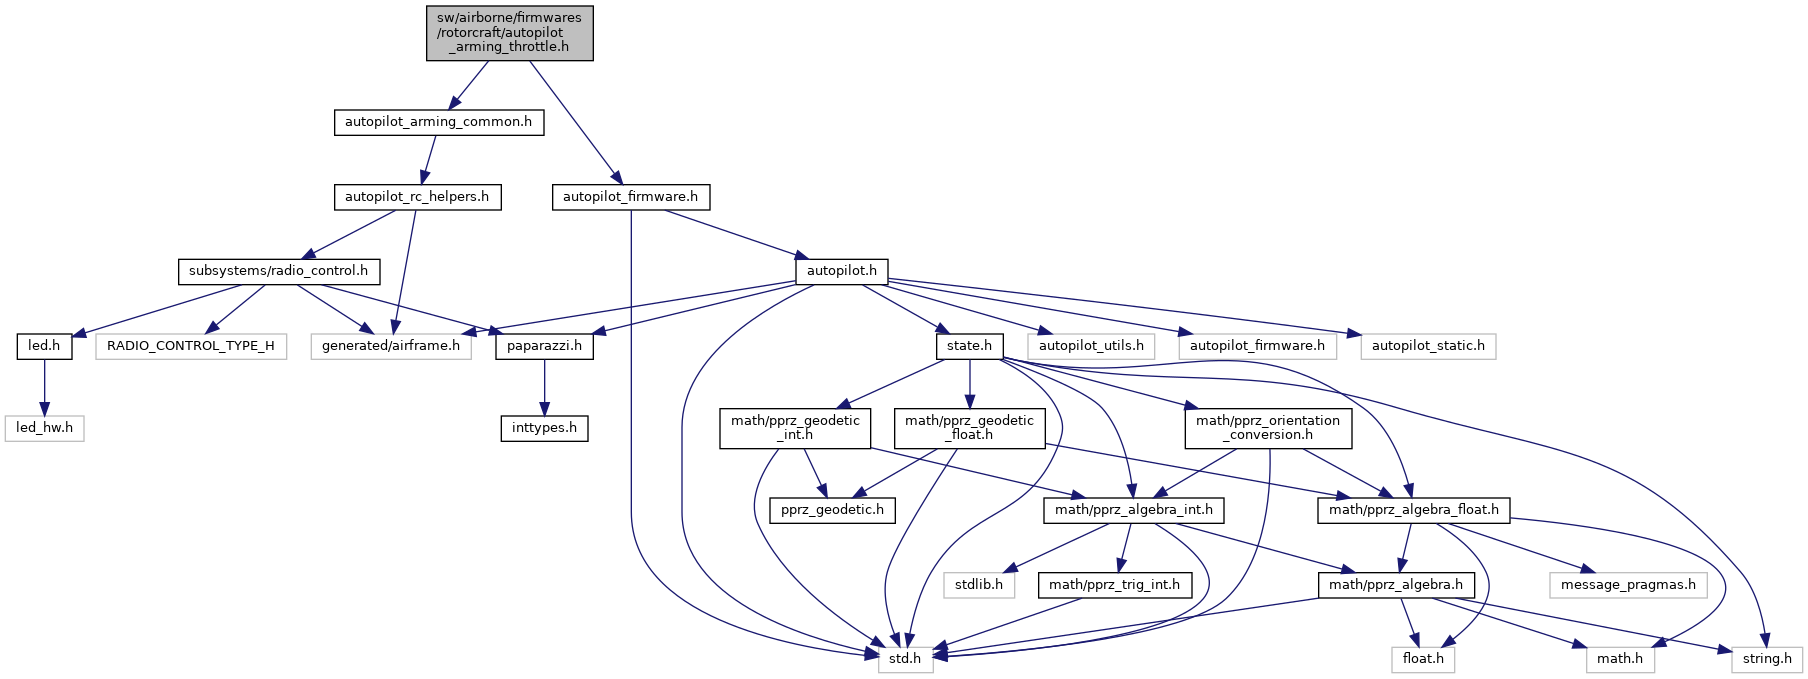 sw/airborne/firmwares
/rotorcraft/autopilot
_arming_throttle.h
autopilot_arming_common.h
autopilot_rc_helpers.h
autopilot_firmware.h
subsystems/radio_control.h
autopilot.h
led.h
RADIO_CONTROL_TYPE_H
generated/airframe.h
paparazzi.h
state.h
autopilot_utils.h
autopilot_firmware.h
autopilot_static.h
led_hw.h
inttypes.h
math/pprz_geodetic
_int.h
math/pprz_geodetic
_float.h
math/pprz_orientation
_conversion.h
pprz_geodetic.h
math/pprz_algebra_int.h
math/pprz_algebra_float.h
stdlib.h
math/pprz_trig_int.h
math/pprz_algebra.h
message_pragmas.h
std.h
float.h
math.h
string.h